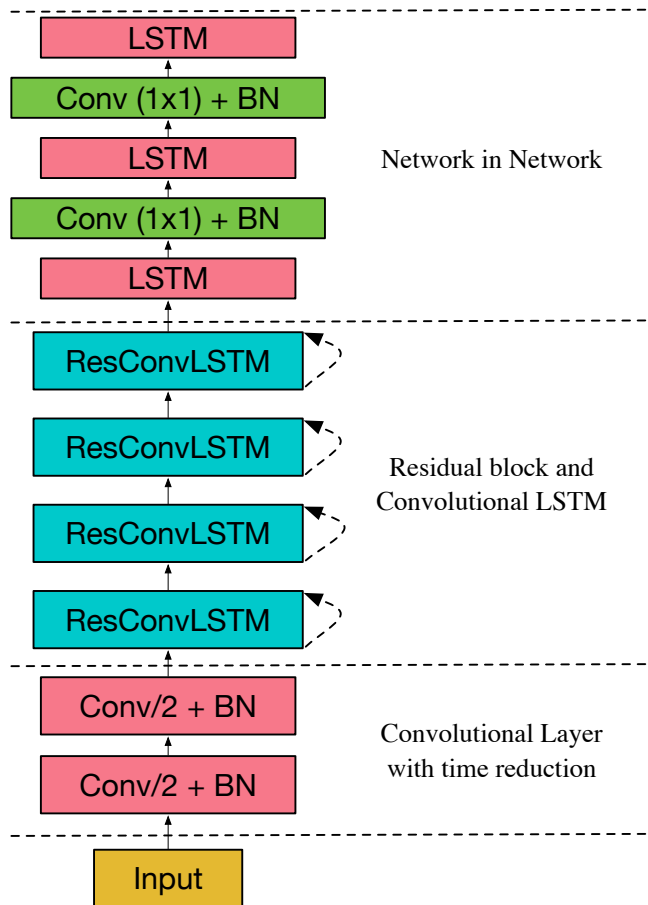 LSTM
Conv (1x1) + BN
LSTM
Network in Network
Conv (1x1) + BN
LSTM
ResConvLSTM
ResConvLSTM
Residual block and
Convolutional LSTM
ResConvLSTM
ResConvLSTM
Conv/2 + BN
Convolutional Layer
with time reduction
Conv/2 + BN
Input